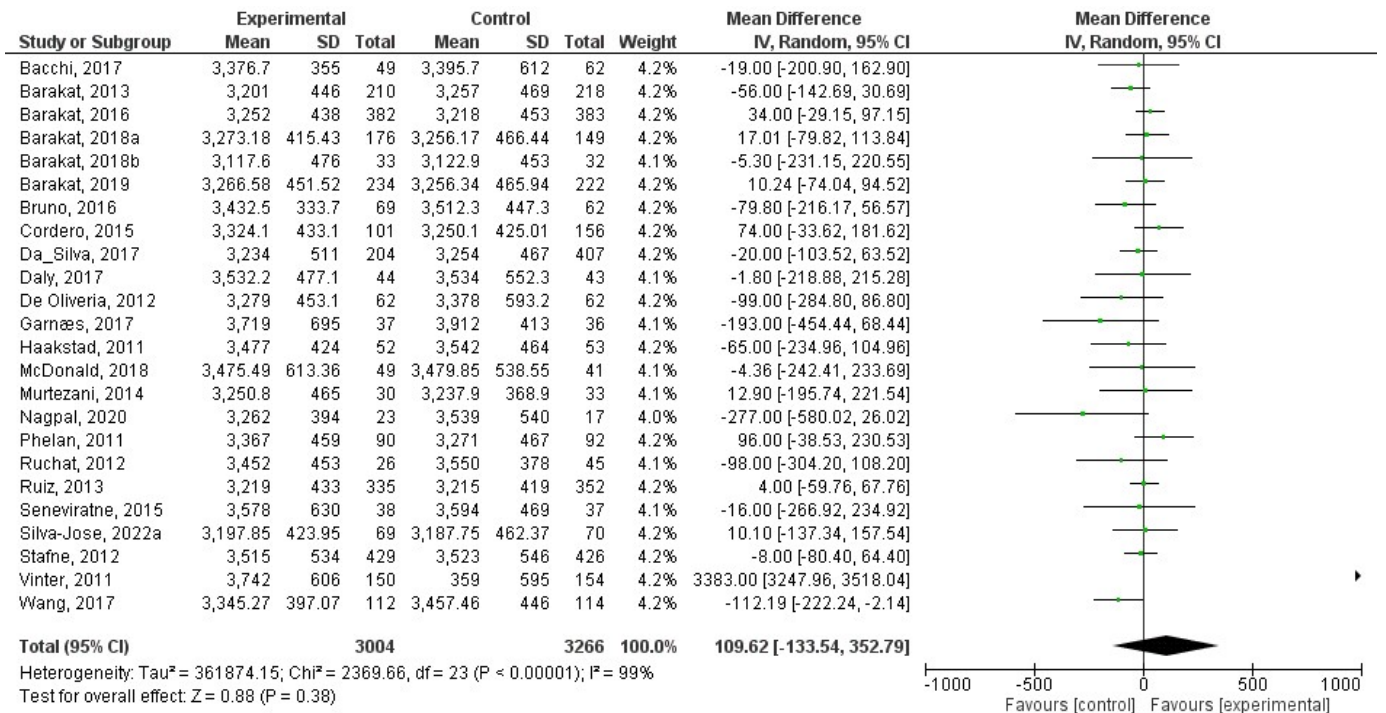 Experimental Control Mean Difference Mean Difference
Study or Subgroup Mean SD Total Mean SD Total Weight IV, Random, 95% CI IV, Random, 95% CI
Bacchi, 2017 3,376.7 355 49 3,395.7 612 62 4.2% -19.00 [-200.90, 162.90]
Barakat, 2013 3,201 446 210 3,257 469 218 4.2% -56.00 [-142.69, 30.69]
Barakat, 2016 3,252 438 382 3,218 453 383 4.2% 34.00 [-29.15, 97.15]
Barakat, 2018a 3,273.18 415.43 176 3,256.17 466.44 149 4.2% 17.01 [-79.82, 113.84]
Barakat, 2018b 3,117.6 476 33 3,122.9 453 32 4.1% -5.30 [-231.15, 220.55]
Barakat, 2019 3,266.58 451.52 234 3,256.34 465.94 222 4.2% 10.24 [-74.04, 94.52]
Bruno, 2016 3,432.5 333.7 69 3,512.3 447.3 62 4.2% -79.80 [-216.17, 56.57]
Cordero, 2015 3,324.1 433.1 101 3,250.1 425.01 156 4.2% 74.00 [-33.62, 181.62]
Da_Silva, 2017 3,234 511 204 3,254 467 407 4.2% -20.00 [-103.52, 63.52]
Daly, 2017 3,532.2 477.1 44 3,534 552.3 43 4.1% -1.80 [-218.88, 215.28]
De Oliveria, 2012 3,279 453.1 62 3,378 593.2 62 4.2% -99.00 [-284.80, 86.80]
Garnæs, 2017 3,719 695 37 3,912 413 36 4.1% -193.00 [-454.44, 68.44]
Haakstad, 2011 3,477 424 52 3,542 464 53 4.2% -65.00 [-234.96, 104.96]
McDonald, 2018 3,475.49 613.36 49 3,479.85 538.55 41 4.1% -4.36 [-242.41, 233.69]
Murtezani, 2014 3,250.8 465 30 3,237.9 368.9 33 4.1% 12.90 [-195.74, 221.54]
Nagpal, 2020 3,262 394 23 3,539 540 17 4.0% -277.00 [-580.02, 26.02]
Phelan, 2011 3,367 459 90 3,271 467 92 4.2% 96.00 [-38.53, 230.53]
Ruchat, 2012 3,452 453 26 3,550 378 45 4.1% -98.00 [-304.20, 108.20]
Ruiz, 2013 3,219 433 335 3,215 419 352 4.2% 4.00 [-59.76, 67.76]
Seneviratne, 2015 3,578 630 38 3,594 469 37 4.1% -16.00 [-266.92, 234.92]
Silva-Jose, 2022a 3,197.85 423.95 69 3,187.75 462.37 70 4.2% 10.10 [-137.34, 157.54]
Stafne, 2012 3,515 534 429 3,523 546 426 4.2% -8.00 [-80.40, 64.40]
Vinter, 2011 3,742 606 150 359 595 154 4.2% 3383.00 [3247.96, 3518.04]
Wang, 2017 3,345.27 397.07 112 3,457.46 446 114 4.2% -112.19 [-222.24, -2.14]
Total (95% CI) 3004 3266 100.0% 109.62 [-133.54, 352.79]
Heterogeneity: Tau² = 361874.15; Chi² = 2369.66, df = 23 (P < 0.00001); I² = 99%
Test for overall effect: Z = 0.88 (P = 0.38)
-1000 -500 0 500 1000
Favours [control] Favours [experimental]